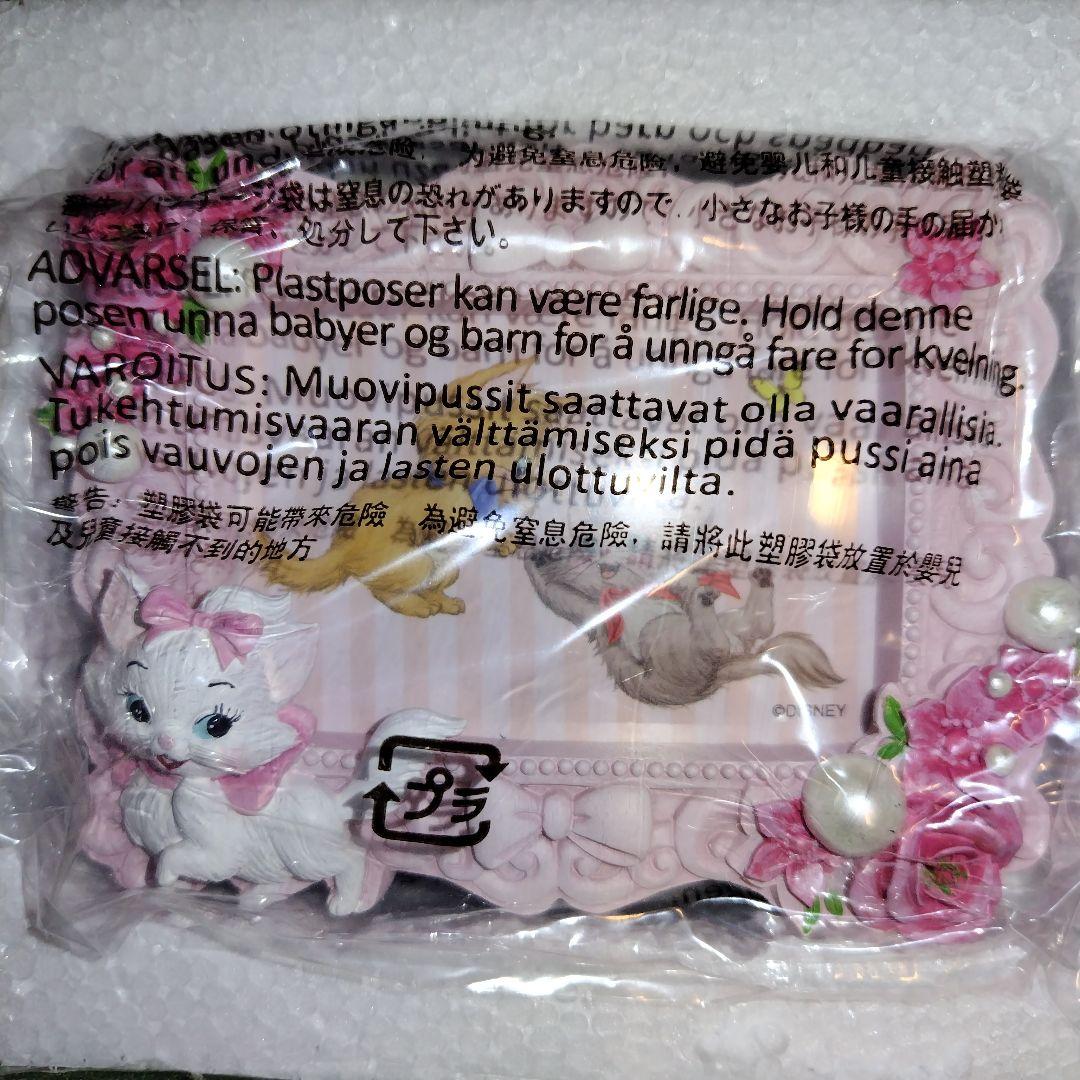 为避免窒息危险，避免婴儿和儿童接触塑料袋
袋は窒息の恐れがありますので、小さなお子様の手の届か
処分して下さい。
ADVARSEL: Plastposer kan være farlige. Hold denne
posen unna babyer og barn for å unngå fare for kvelning.
VAROITUS: Muovipussit saattavat olla vaarallisia.
Tukehtumisvaaran välttämiseksi pidä pussi aina
pois vauvojen ja lasten ulottuvilta.
警告：塑膠袋可能帶來危險 為避免窒息危險，請將此塑膠袋放置於嬰兒
及兒童接觸不到的地方
©DISNEY
プラ